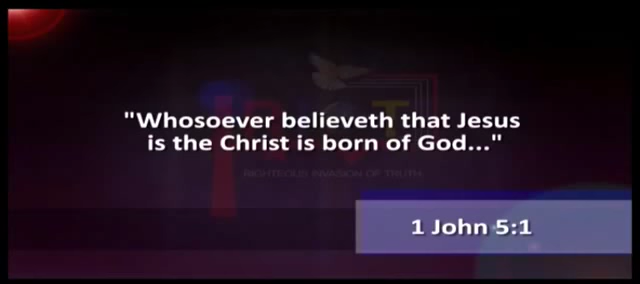 "Whosoever believeth that Jesus
is the Christ is born of God..."
RIGHTEOUS INVASION OF TRUTH
1 John 5:1